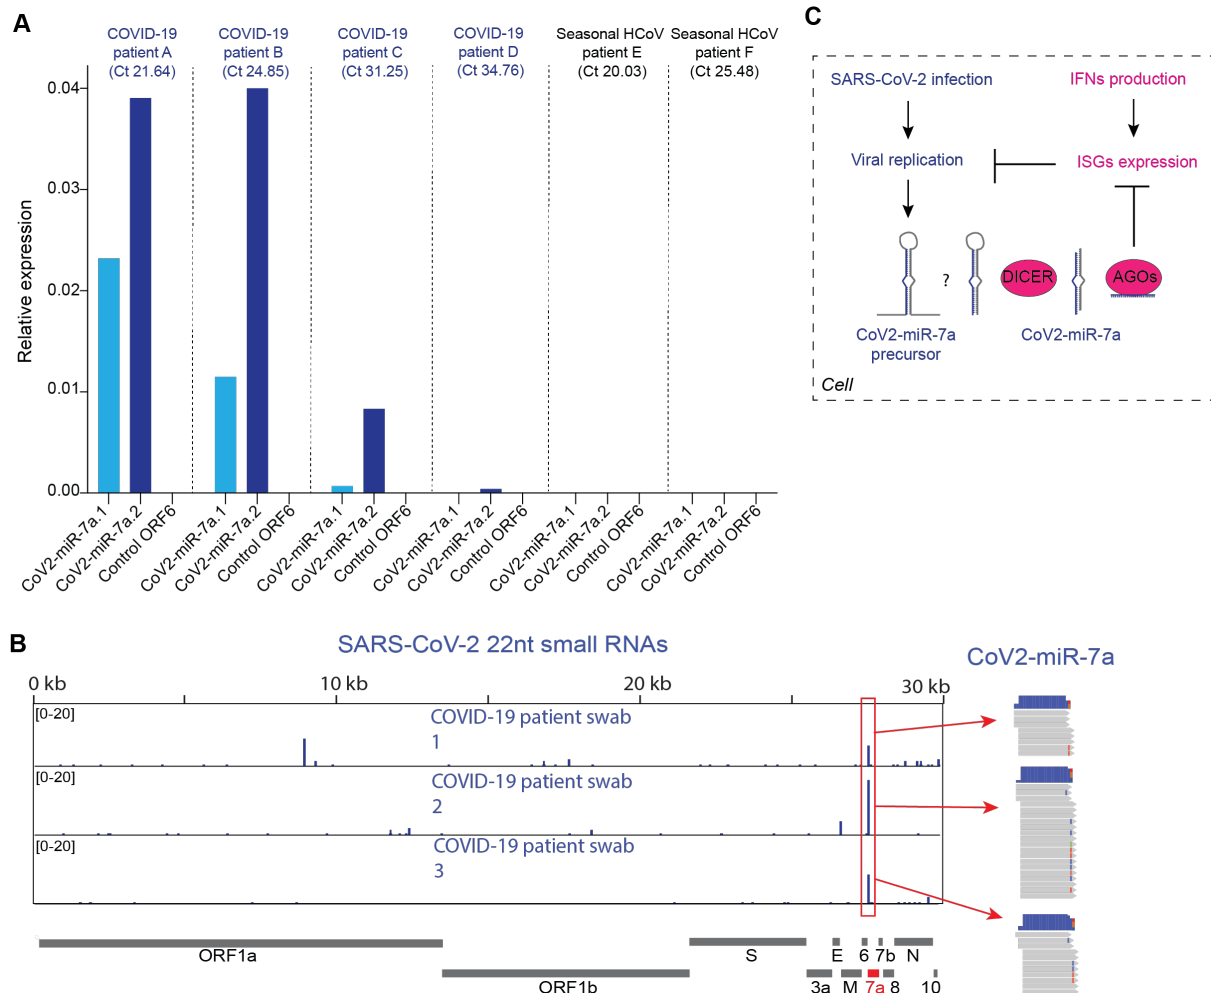 A
COVID-19
patient A
(Ct 21.64)
COVID-19
patient B
(Ct 24.85)
COVID-19
patient C
(Ct 31.25)
COVID-19
patient D
(Ct 34.76)
Seasonal HCoV
patient E
(Ct 20.03)
Seasonal HCoV
patient F
(Ct 25.48)
Relative expression
0.04
0.03
0.02
0.01
0.00
CoV2-miR-7a.1
CoV2-miR-7a.2
Control ORF6
CoV2-miR-7a.1
CoV2-miR-7a.2
Control ORF6
CoV2-miR-7a.1
CoV2-miR-7a.2
Control ORF6
CoV2-miR-7a.1
CoV2-miR-7a.2
Control ORF6
CoV2-miR-7a.1
CoV2-miR-7a.2
Control ORF6
CoV2-miR-7a.1
CoV2-miR-7a.2
Control ORF6
C
SARS-CoV-2 infection
IFNs production
Viral replication
ISGs expression
?
DICER
AGOs
CoV2-miR-7a
precursor
CoV2-miR-7a
Cell
B
SARS-CoV-2 22nt small RNAs
CoV2-miR-7a
0 kb
10 kb
20 kb
30 kb
[0-20]
COVID-19 patient swab
1
[0-20]
COVID-19 patient swab
2
[0-20]
COVID-19 patient swab
3
ORF1a
S
E
6
7b
N
ORF1b
3a
M
7a
8
10